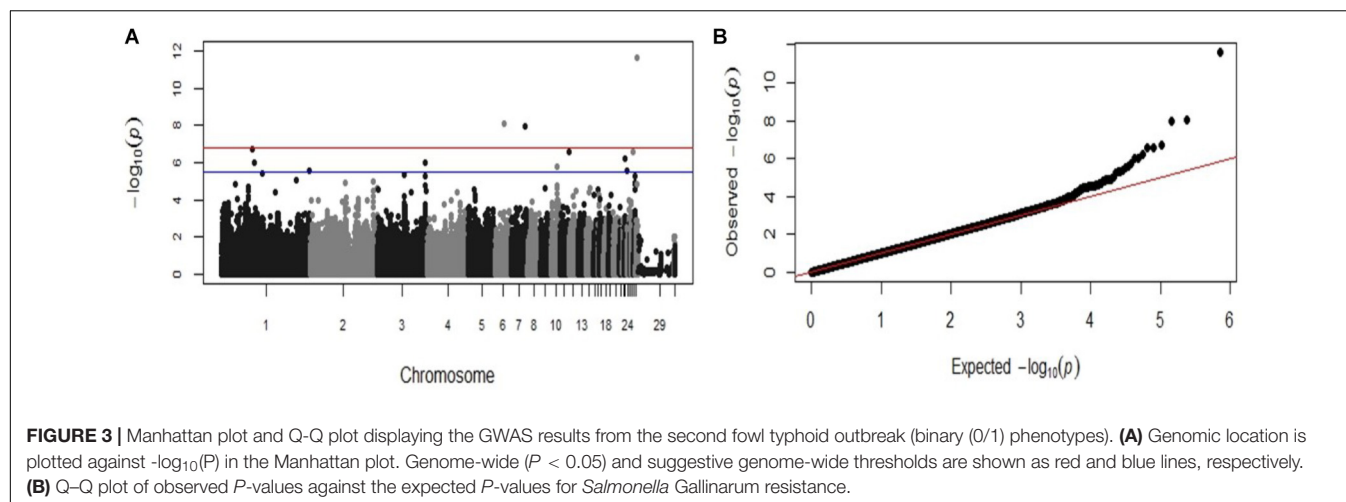 A
12
10
8
6
4
2
0
−log10(p)
1 2 3 4 5 6 7 8 10 13 18 24 29
Chromosome
B
10
8
6
4
2
0
Observed −log10(p)
0 1 2 3 4 5 6
Expected −log10(p)
FIGURE 3 | Manhattan plot and Q-Q plot displaying the GWAS results from the second fowl typhoid outbreak (binary (0/1) phenotypes). (A) Genomic location is
plotted against -log10(P) in the Manhattan plot. Genome-wide (P < 0.05) and suggestive genome-wide thresholds are shown as red and blue lines, respectively.
(B) Q–Q plot of observed P-values against the expected P-values for Salmonella Gallinarum resistance.